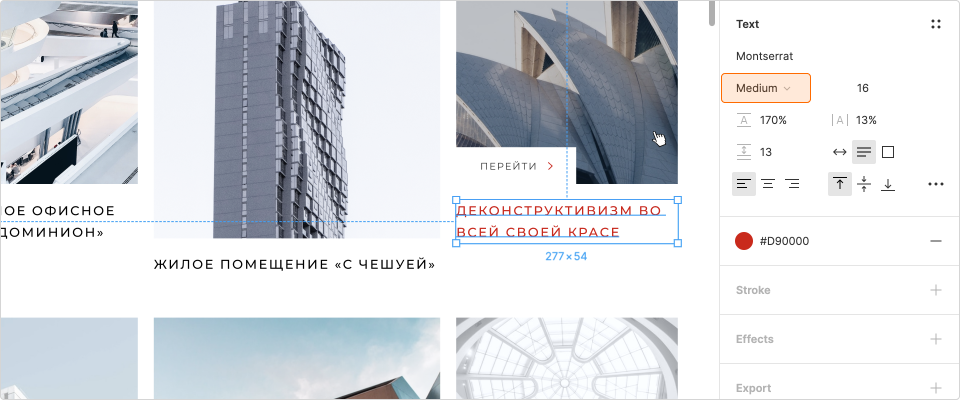 ПЕРЕЙТИ
ОЕ ОФИСНОЕ
ДОМИНИОН»
ЖИЛОЕ ПОМЕЩЕНИЕ «С ЧЕШУЕЙ»
ДЕКОНСТРУКТИВИЗМ ВО
ВСЕЙ СВОЕЙ КРАСЕ
277×54
Text
Montserrat
Medium 16
A 170% |A| 13%
13
#D90000
Stroke
Effects
Export